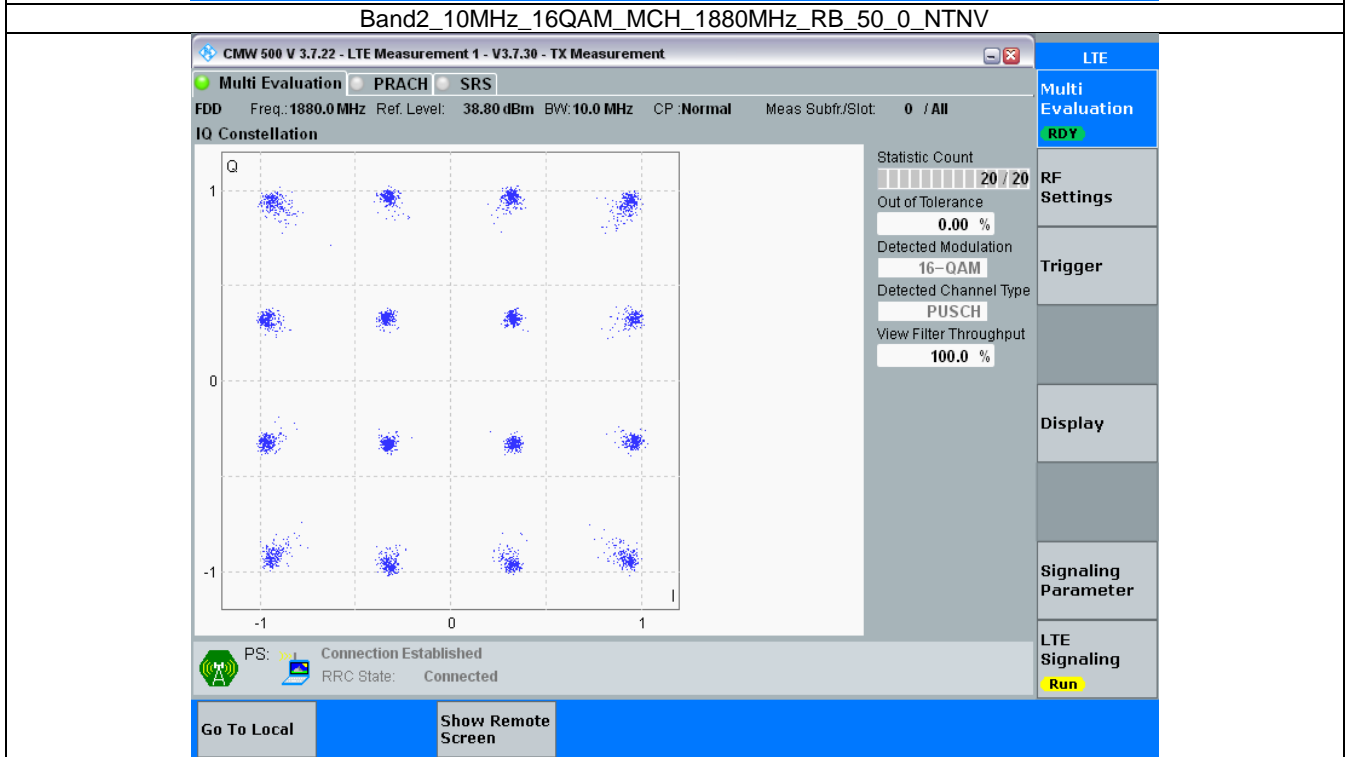 Band2_10MHz_16QAM_MCH_1880MHz_RB_50_0_NTNV
CMW 500 V 3.7.22 - LTE Measurement 1 - V3.7.30 - TX Measurement
LTE
Multi Evaluation PRACH SRS
FDD Freq.: 1880.0 MHz Ref. Level: 38.80 dBm BW: 10.0 MHz CP : Normal Meas Subfr./Slot: 0 / All
IQ Constellation
Multi
Evaluation
RDY
Q
1
0
-1
I
-1 0 1
Statistic Count
20 / 20
Out of Tolerance
0.00 %
Detected Modulation
16-QAM
Detected Channel Type
PUSCH
View Filter Throughput
100.0 %
RF
Settings
Trigger
Display
Signaling
Parameter
LTE
Signaling
Run
PS: Connection Established
RRC State: Connected
Go To Local
Show Remote
Screen